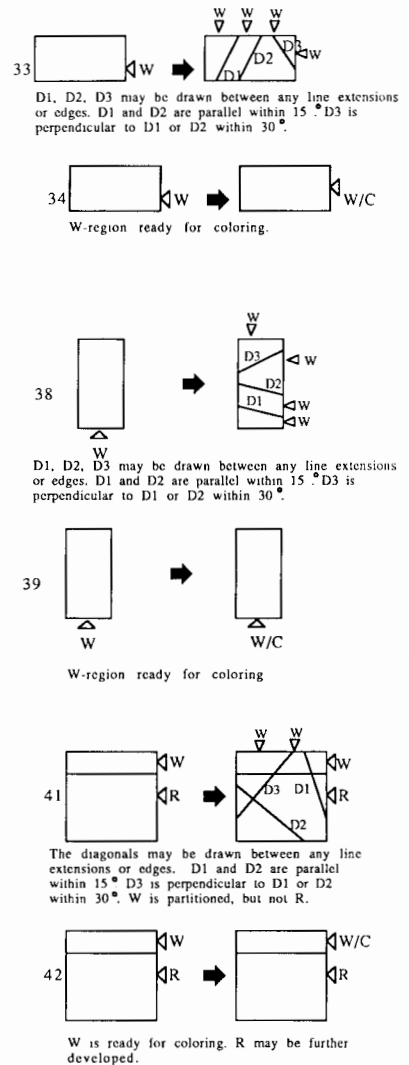 W W W
33 W D1 D2 D3 W
D1, D2, D3 may be drawn between any line extensions
or edges. D1 and D2 are parallel within 15 °. D3 is
perpendicular to D1 or D2 within 30°.
34 W W/C
W-region ready for coloring.
W
38 D3 W
D2
D1 W
W W
D1, D2, D3 may be drawn between any line extensions
or edges. D1 and D2 are parallel within 15 °. D3 is
perpendicular to D1 or D2 within 30°.
39
W W/C
W-region ready for coloring
W W
W W
41 R D3 D1 R
D2
The diagonals may be drawn between any line
extensions or edges. D1 and D2 are parallel
within 15° D3 is perpendicular to D1 or D2
within 30°. W is partitioned, but not R.
W W/C
42 R R
W is ready for coloring. R may be further
developed.